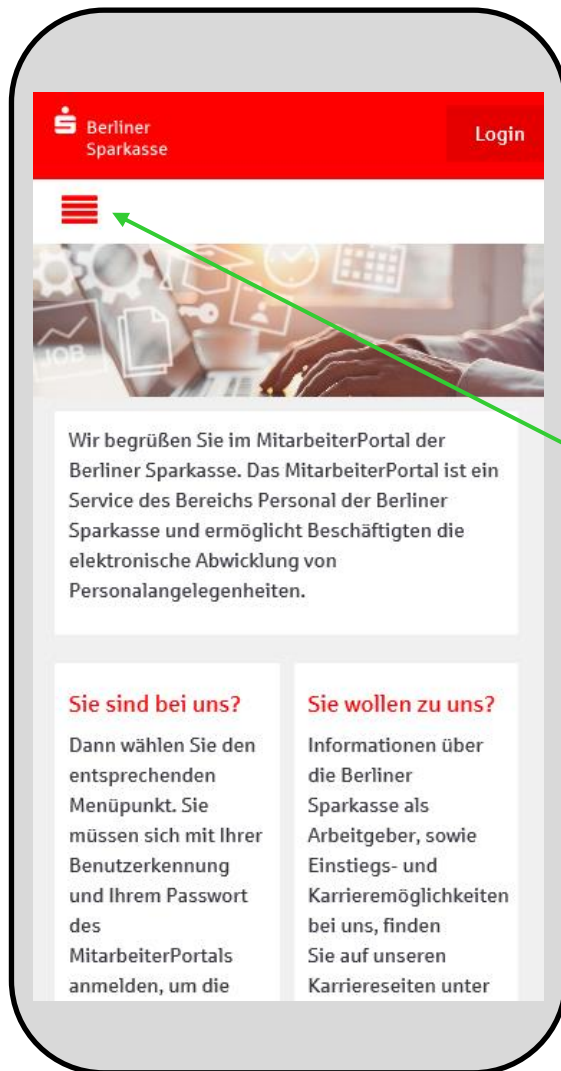 Berliner
Sparkasse
Login
JOB
Wir begrüßen Sie im MitarbeiterPortal der
Berliner Sparkasse. Das MitarbeiterPortal ist ein
Service des Bereichs Personal der Berliner
Sparkasse und ermöglicht Beschäftigten die
elektronische Abwicklung von
Personalangelegenheiten.
Sie sind bei uns?
Dann wählen Sie den
entsprechenden
Menüpunkt. Sie
müssen sich mit Ihrer
Benutzerkennung
und Ihrem Passwort
des
MitarbeiterPortals
anmelden, um die
Sie wollen zu uns?
Informationen über
die Berliner
Sparkasse als
Arbeitgeber, sowie
Einstiegs- und
Karrieremöglichkeiten
bei uns, finden
Sie auf unseren
Karriereseiten unter